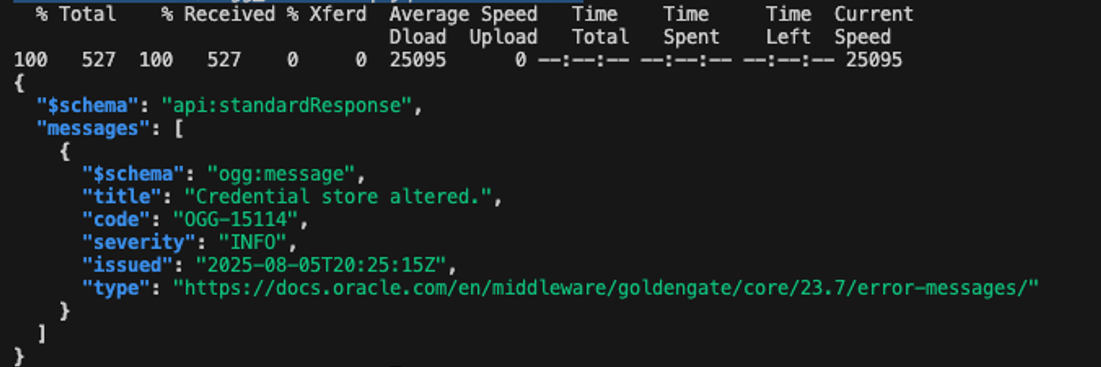 % Total % Received % Xferd Average Speed Time Time Time Current
Dload Upload Total Spent Left Speed
100 527 100 527 0 0 25095 0 --:--:-- --:--:-- --:--:-- 25095
{
"$schema": "api:standardResponse",
"messages": [
{
"$schema": "ogg:message",
"title": "Credential store altered.",
"code": "OGG-15114",
"severity": "INFO",
"issued": "2025-08-05T20:25:15Z",
"type": "https://docs.oracle.com/en/middleware/goldengate/core/23.7/error-messages/"
}
]
}